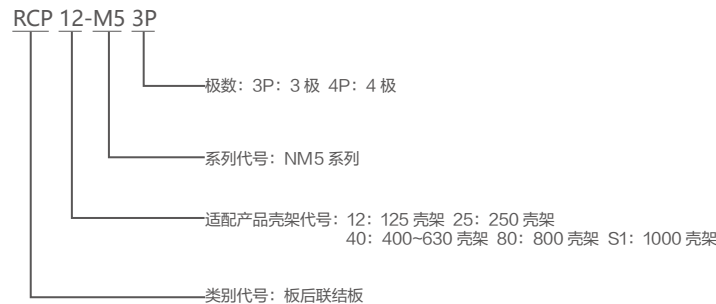 RCP 12-M5 3P
极数：3P：3 极 4P：4 极
系列代号：NM5 系列
适配产品壳架代号：12：125 壳架 25：250 壳架
40：400~630 壳架 80：800 壳架 S1：1000 壳架
类别代号：板后联结板